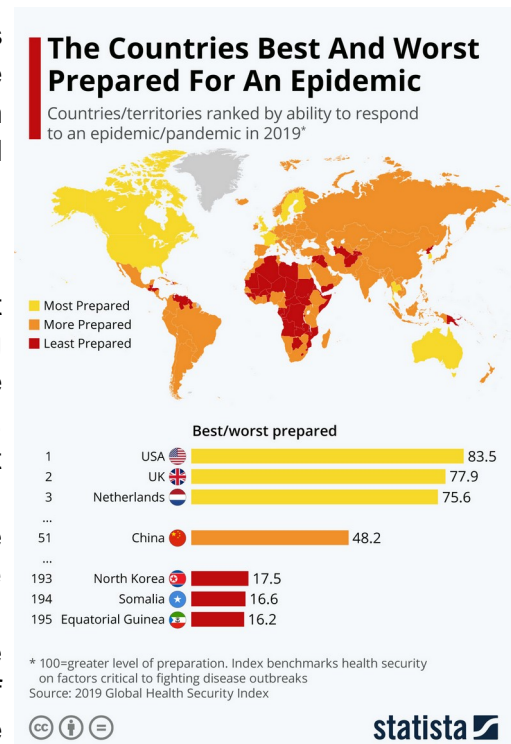 The Countries Best And Worst
Prepared For An Epidemic
Countries/territories ranked by ability to respond
to an epidemic/pandemic in 2019*
Most Prepared
More Prepared
Least Prepared
Best/worst prepared
1 USA 83.5
2 UK 77.9
3 Netherlands 75.6
...
51 China 48.2
...
193 North Korea 17.5
194 Somalia 16.6
195 Equatorial Guinea 16.2
* 100=greater level of preparation. Index benchmarks health security
on factors critical to fighting disease outbreaks
Source: 2019 Global Health Security Index
cc
statista